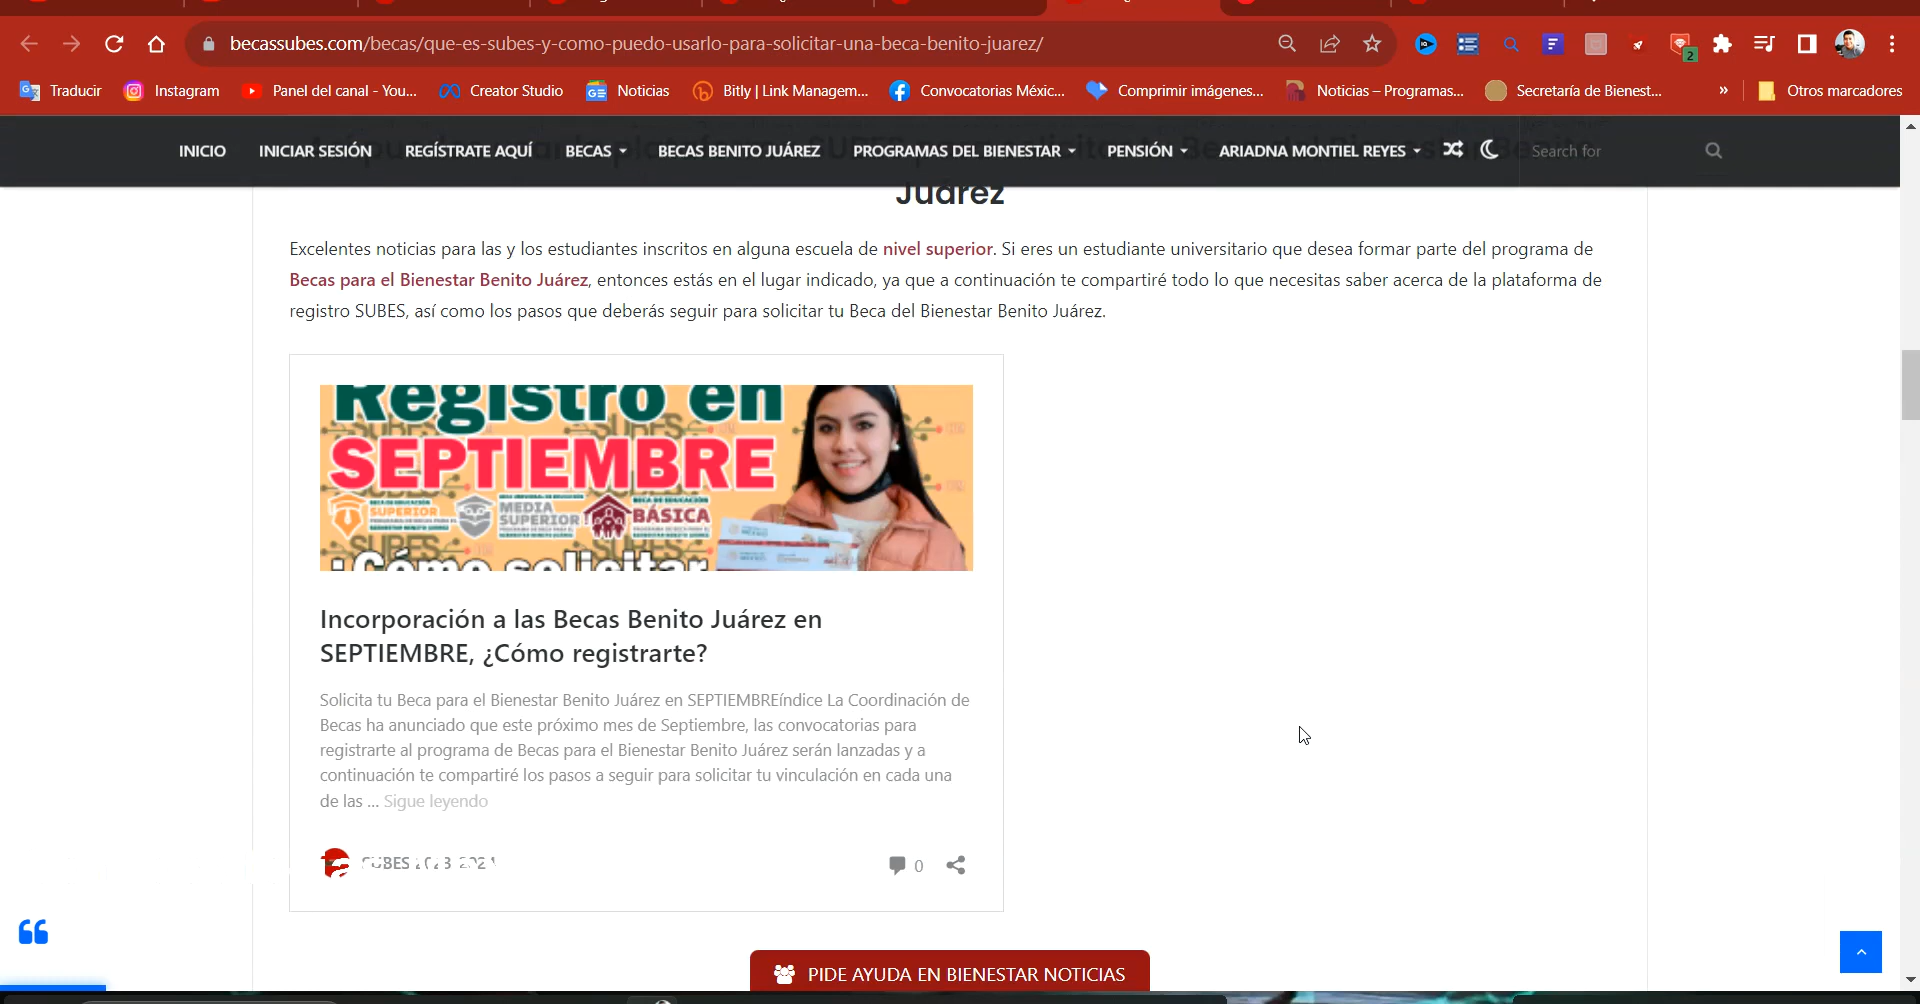 becassubes.com/becas/que-es-subes-y-como-puedo-usarlo-para-solicitar-una-beca-benito-juarez/
2
Traducir Instagram Panel del canal - You... Creator Studio Noticias Bitly | Link Managem... Convocatorias Méxic... Comprimir imágenes... Noticias – Programas... Secretaría de Bienest... » Otros marcadores
INICIO INICIAR SESIÓN REGÍSTRATE AQUÍ BECAS BECAS BENITO JUÁREZ PROGRAMAS DEL BIENESTAR PENSIÓN ARIADNA MONTIEL REYES Search for
Juárez
Excelentes noticias para las y los estudiantes inscritos en alguna escuela de nivel superior. Si eres un estudiante universitario que desea formar parte del programa de
Becas para el Bienestar Benito Juárez, entonces estás en el lugar indicado, ya que a continuación te compartiré todo lo que necesitas saber acerca de la plataforma de
registro SUBES, así como los pasos que deberás seguir para solicitar tu Beca del Bienestar Benito Juárez.
Registro en
SEPTIEMBRE
SUPERIOR MEDIA SUPERIOR BÁSICA
¿Cómo solicitar
Incorporación a las Becas Benito Juárez en
SEPTIEMBRE, ¿Cómo registrarte?
Solicita tu Beca para el Bienestar Benito Juárez en SEPTIEMBREíndice La Coordinación de
Becas ha anunciado que este próximo mes de Septiembre, las convocatorias para
registrarte al programa de Becas para el Bienestar Benito Juárez serán lanzadas y a
continuación te compartiré los pasos a seguir para solicitar tu vinculación en cada una
de las ... Sigue leyendo
SUBES 2023-2024
0
PIDE AYUDA EN BIENESTAR NOTICIAS